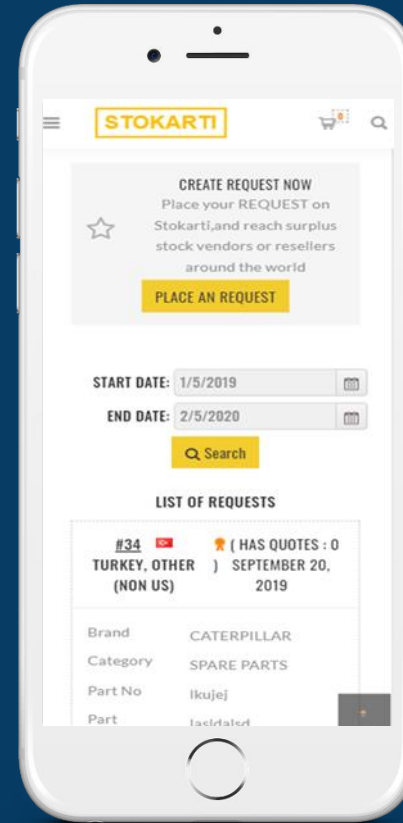 STOKARTI
0
CREATE REQUEST NOW
Place your REQUEST on
Stokarti,and reach surplus
stock vendors or resellers
around the world
PLACE AN REQUEST
START DATE: 1/5/2019
END DATE: 2/5/2020
Search
LIST OF REQUESTS
#34
TURKEY, OTHER
(NON US)
( HAS QUOTES : 0
) SEPTEMBER 20,
2019
Brand CATERPILLAR
Category SPARE PARTS
Part No lkujej
Part lasldalsd